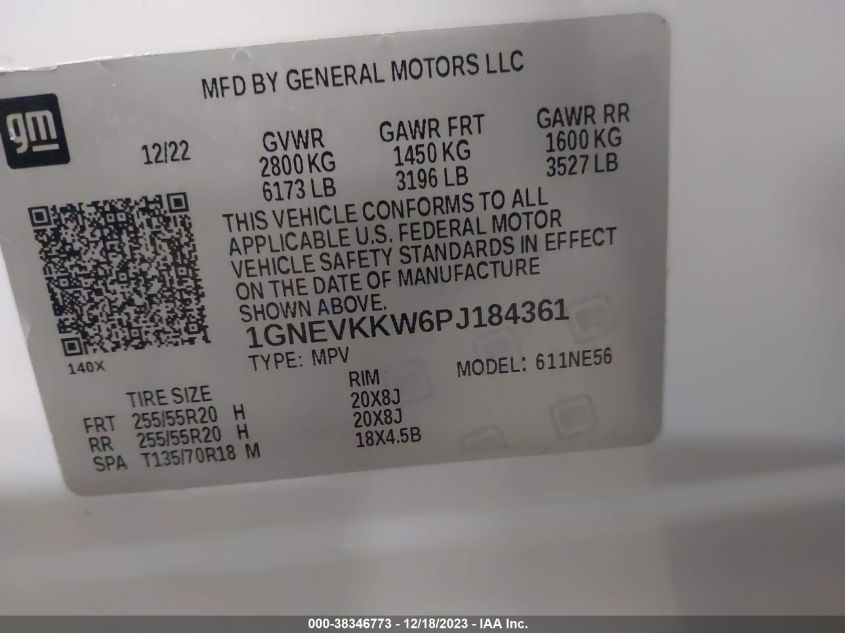 MFD BY GENERAL MOTORS LLC
gm
12/22
GVWR GAWR FRT GAWR RR
2800 KG 1450 KG 1600 KG
6173 LB 3196 LB 3527 LB
THIS VEHICLE CONFORMS TO ALL
APPLICABLE U.S. FEDERAL MOTOR
VEHICLE SAFETY STANDARDS IN EFFECT
ON THE DATE OF MANUFACTURE
SHOWN ABOVE.
1GNEVKKW6PJ184361
140X
TYPE: MPV MODEL: 611NE56
TIRE SIZE RIM
FRT 255/55R20 H 20X8J
RR 255/55R20 H 20X8J
SPA T135/70R18 M 18X4.5B
000-38346773 - 12/18/2023 - IAA Inc.